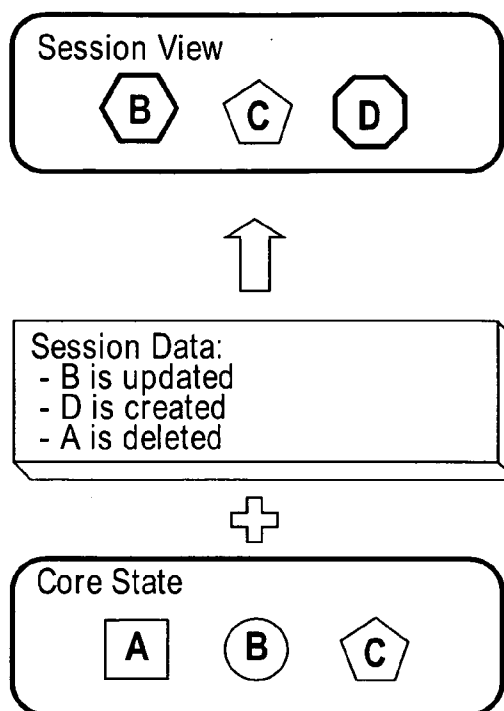 Session View
B C D
Session Data:
- B is updated
- D is created
- A is deleted
Core State
A B C